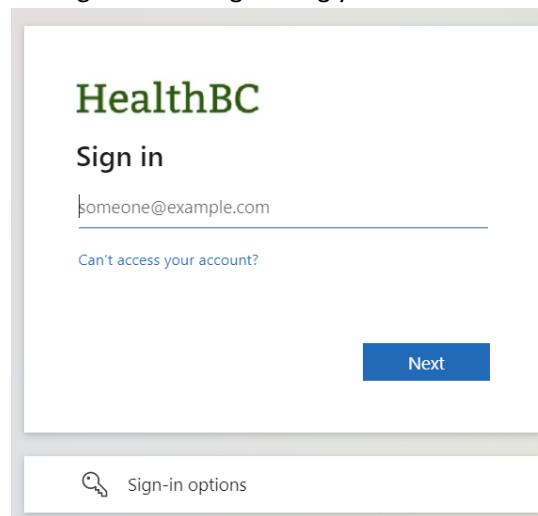 HealthBC
Sign in
someone@example.com
Can't access your account?
Next
Sign-in options